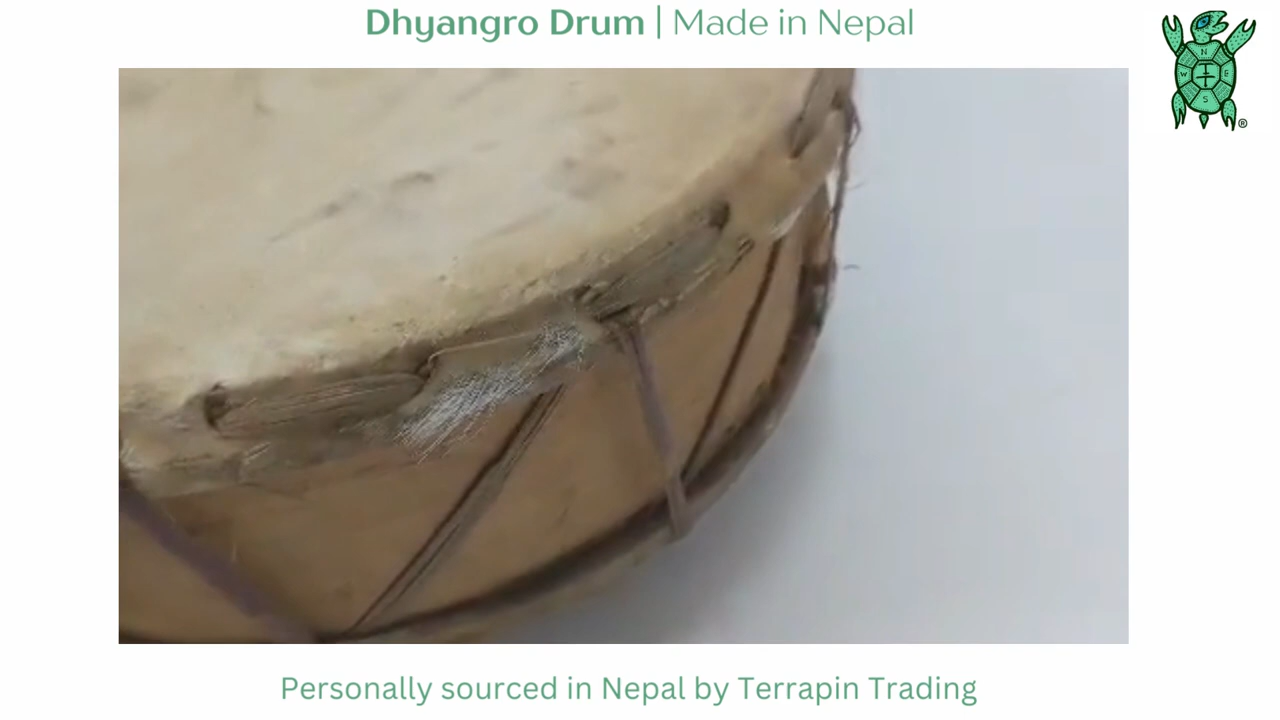 Dhyangro Drum | Made in Nepal
N
W E
S
®
Personally sourced in Nepal by Terrapin Trading